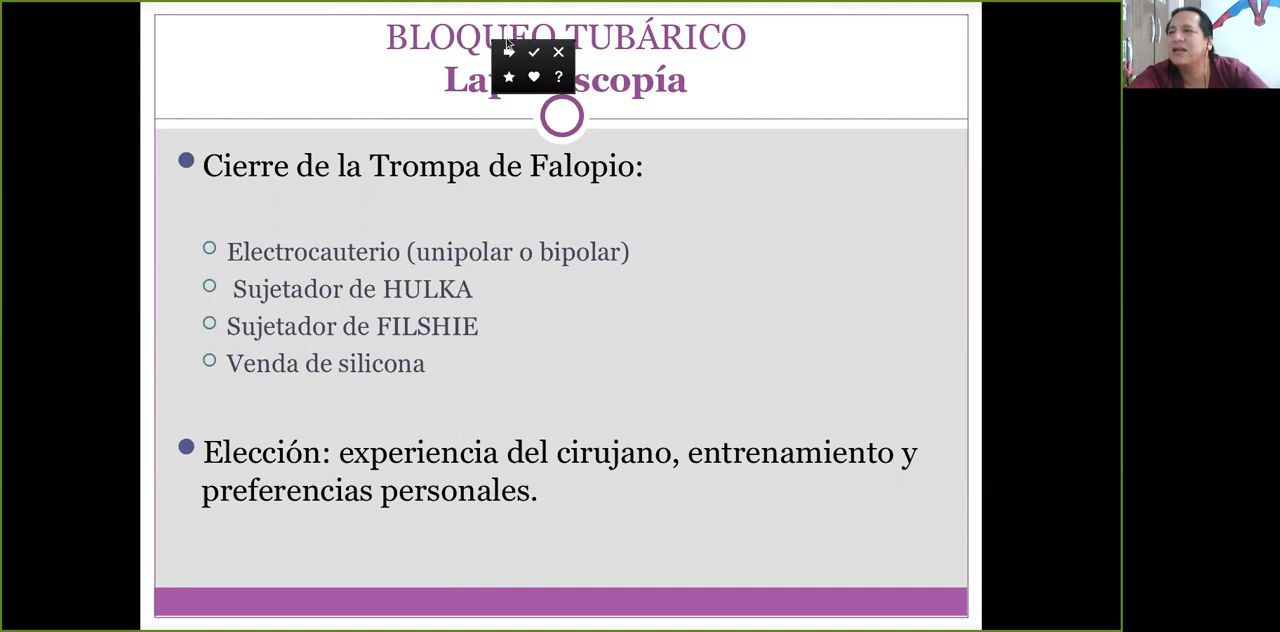 BLOQUEO TUBÁRICO
Cierre de la Trompa de Falopio:
Electrocauterio (unipolar o bipolar)
Sujetador de HULKA
Sujetador de FILSHIE
Venda de silicona
Elección: experiencia del cirujano, entrenamiento y
preferencias personales.